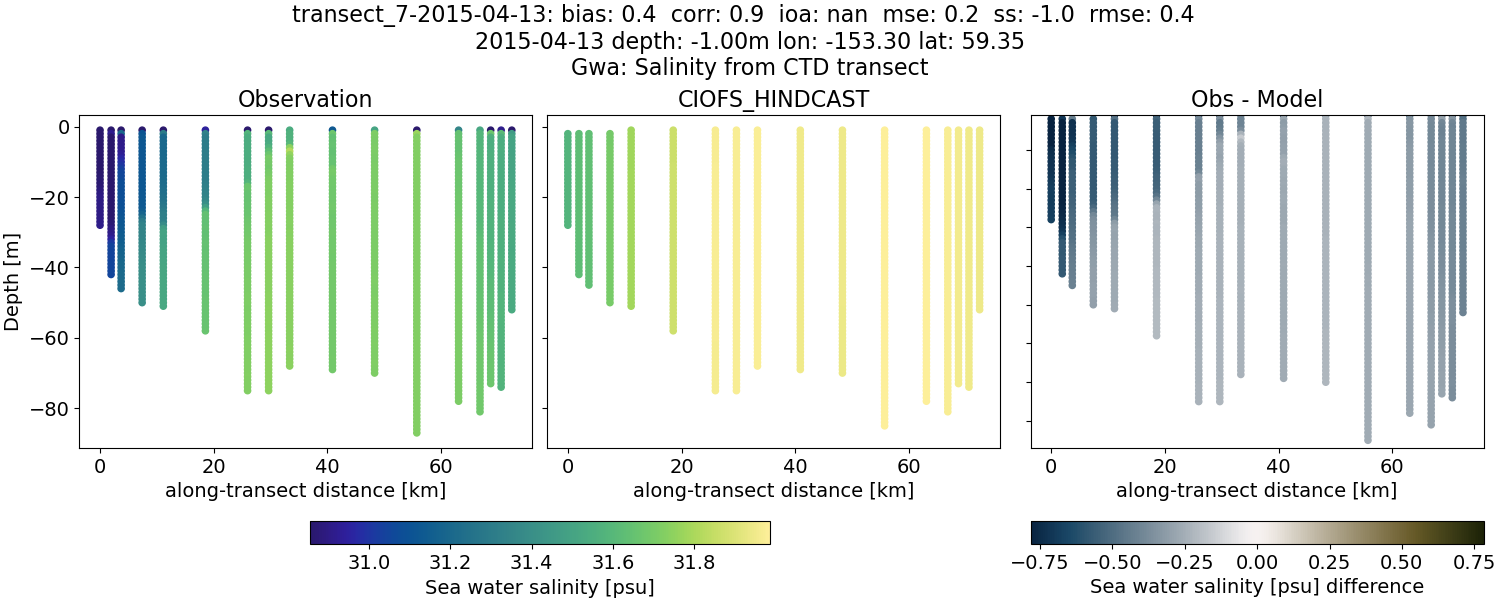 transect_7-2015-04-13: bias: 0.4  corr: 0.9  ioa: nan  mse: 0.2  ss: -1.0  rmse: 0.4
2015-04-13 depth: -1.00m lon: -153.30 lat: 59.35
Gwa: Salinity from CTD transect
Observation
CIOFS_HINDCAST
Obs - Model
Depth [m]
0
−20
−40
−60
−80
0 20 40 60
0 20 40 60
0 20 40 60
along-transect distance [km]
along-transect distance [km]
along-transect distance [km]
31.0 31.2 31.4 31.6 31.8
Sea water salinity [psu]
−0.75 −0.50 −0.25 0.00 0.25 0.50 0.75
Sea water salinity [psu] difference